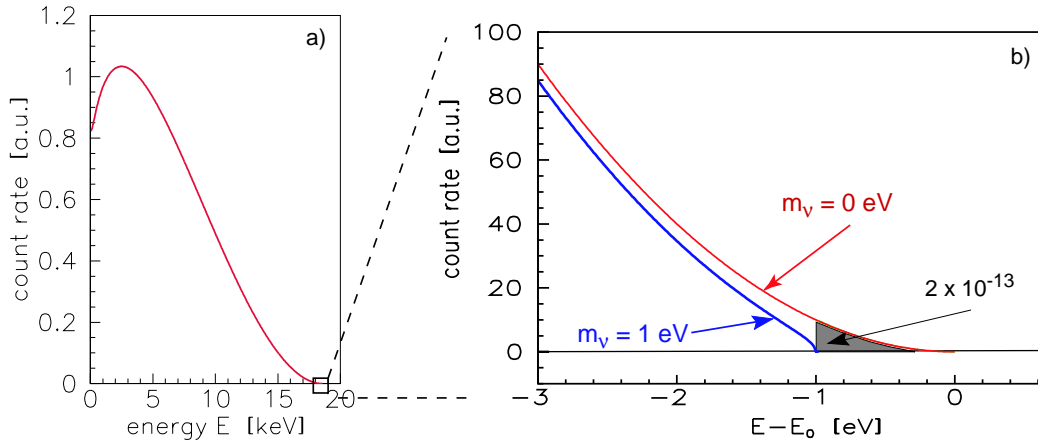 a)
count rate [a.u.]
1.2
1
0.8
0.6
0.4
0.2
0
0 5 10 15 20
energy E [keV]
b)
count rate [a.u.]
100
80
60
40
20
0
mν = 0 eV
2 x 10⁻¹³
mν = 1 eV
−3 −2 −1 0
E−E₀ [eV]